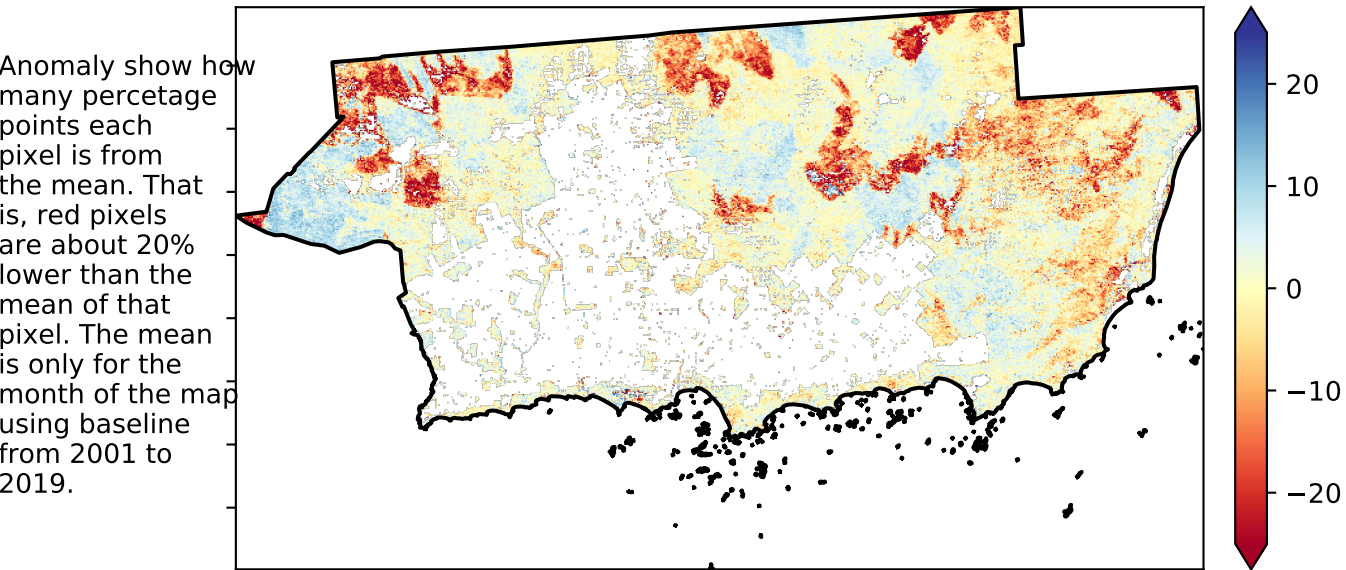 Anomaly show how
many percetage
points each
pixel is from
the mean. That
is, red pixels
are about 20%
lower than the
mean of that
pixel. The mean
is only for the
month of the map
using baseline
from 2001 to
2019.
20
10
0
−10
−20